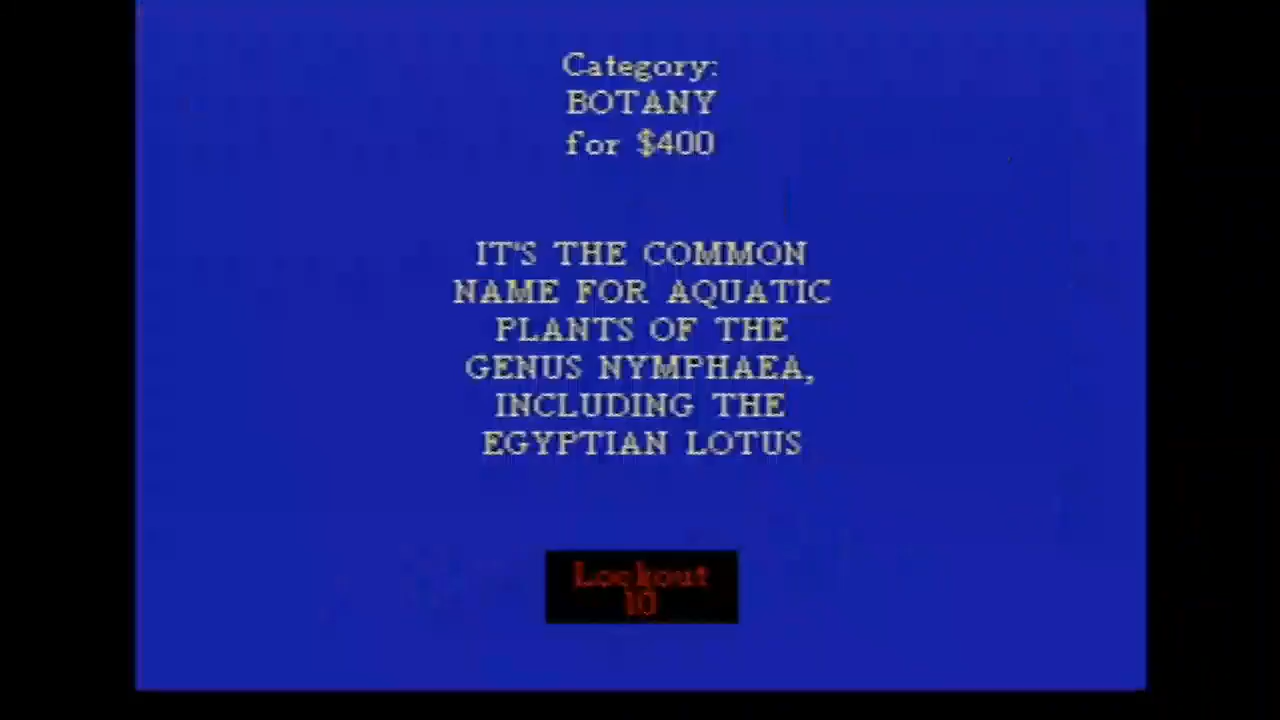 Category:
BOTANY
for $400
IT'S THE COMMON
NAME FOR AQUATIC
PLANTS OF THE
GENUS NYMPHAEA,
INCLUDING THE
EGYPTIAN LOTUS
Lockout
10